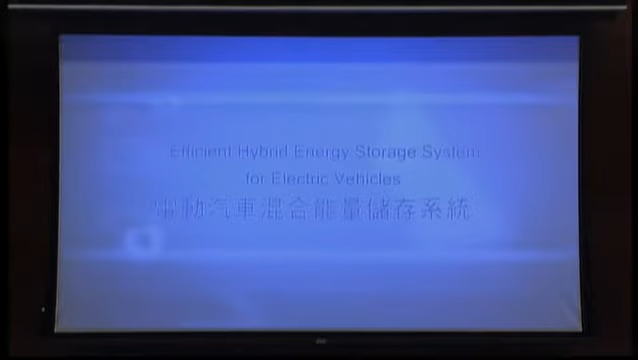 Efficient Hybrid Energy Storage System
for Electric Vehicles
電動汽車混合能量儲存系統